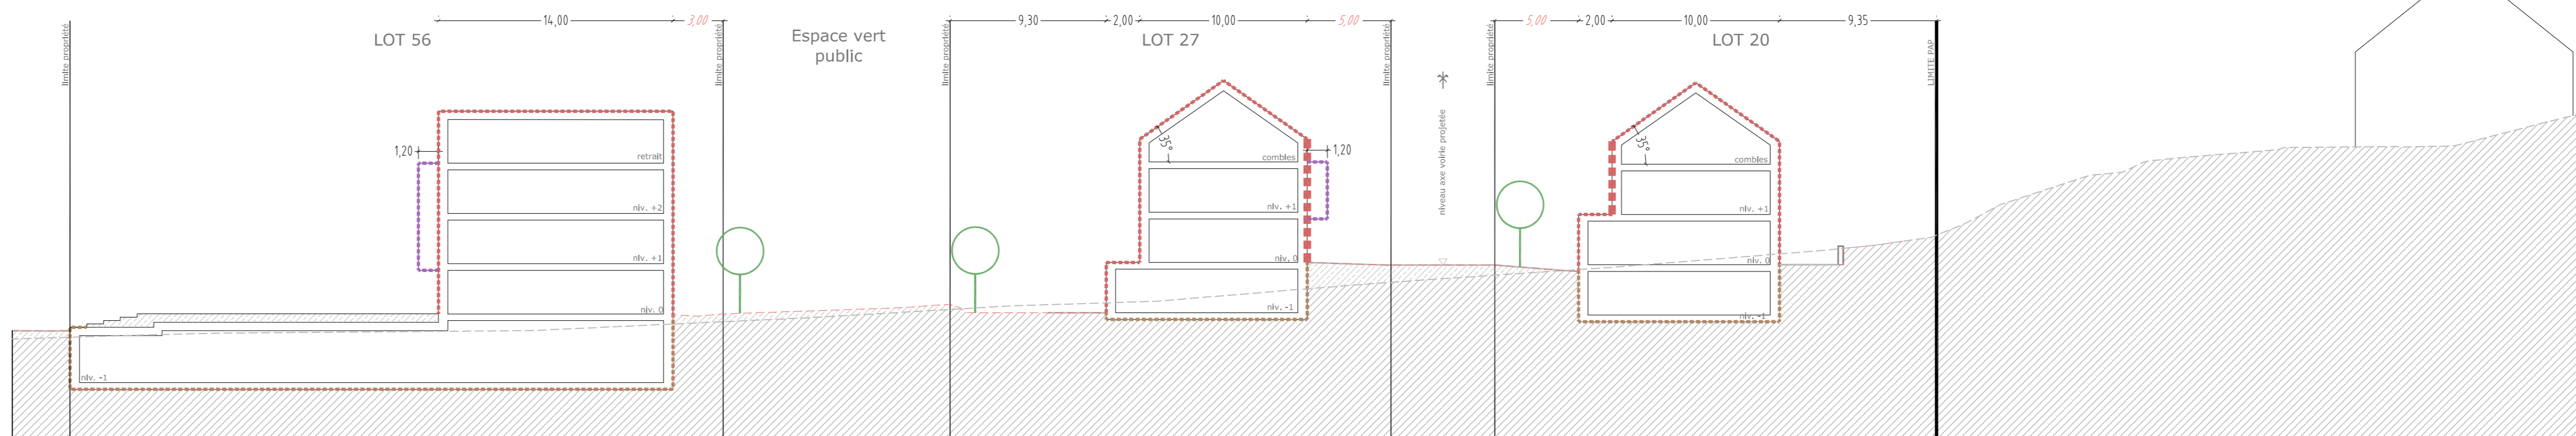 14,00
3,00
9,30
2,00
10,00
5,00
5,00
2,00
10,00
9,35
LOT 56
Espace vert
public
LOT 27
LOT 20
limite propriété
limite propriété
limite propriété
limite propriété
limite propriété
LIMITE PAP
niveau axe voirie projetée
1,20
retrait
niv. +2
niv. +1
niv. 0
niv. -1
35°
combles
1,20
niv. +1
niv. 0
niv. -1
35°
combles
niv. +1
niv. 0
niv. -1